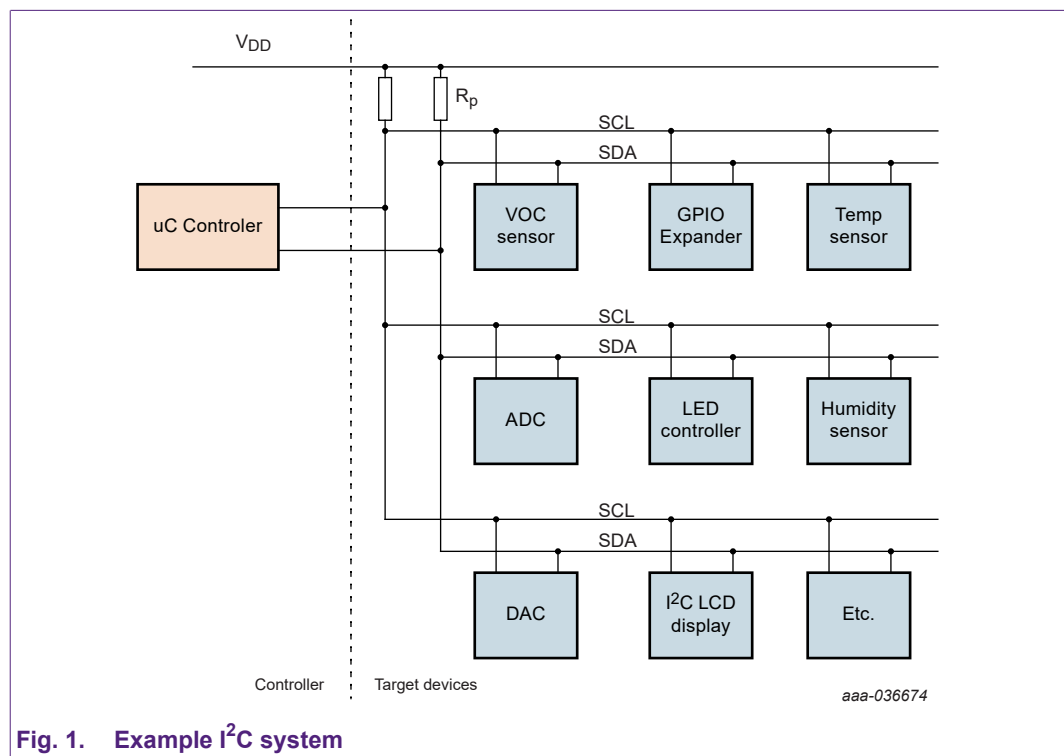 VDD
Rp
SCL
SDA
uC Controler
VOC
sensor
GPIO
Expander
Temp
sensor
SCL
SDA
ADC
LED
controller
Humidity
sensor
SCL
SDA
DAC
I²C LCD
display
Etc.
Controller
Target devices
aaa-036674
Fig. 1. Example I²C system